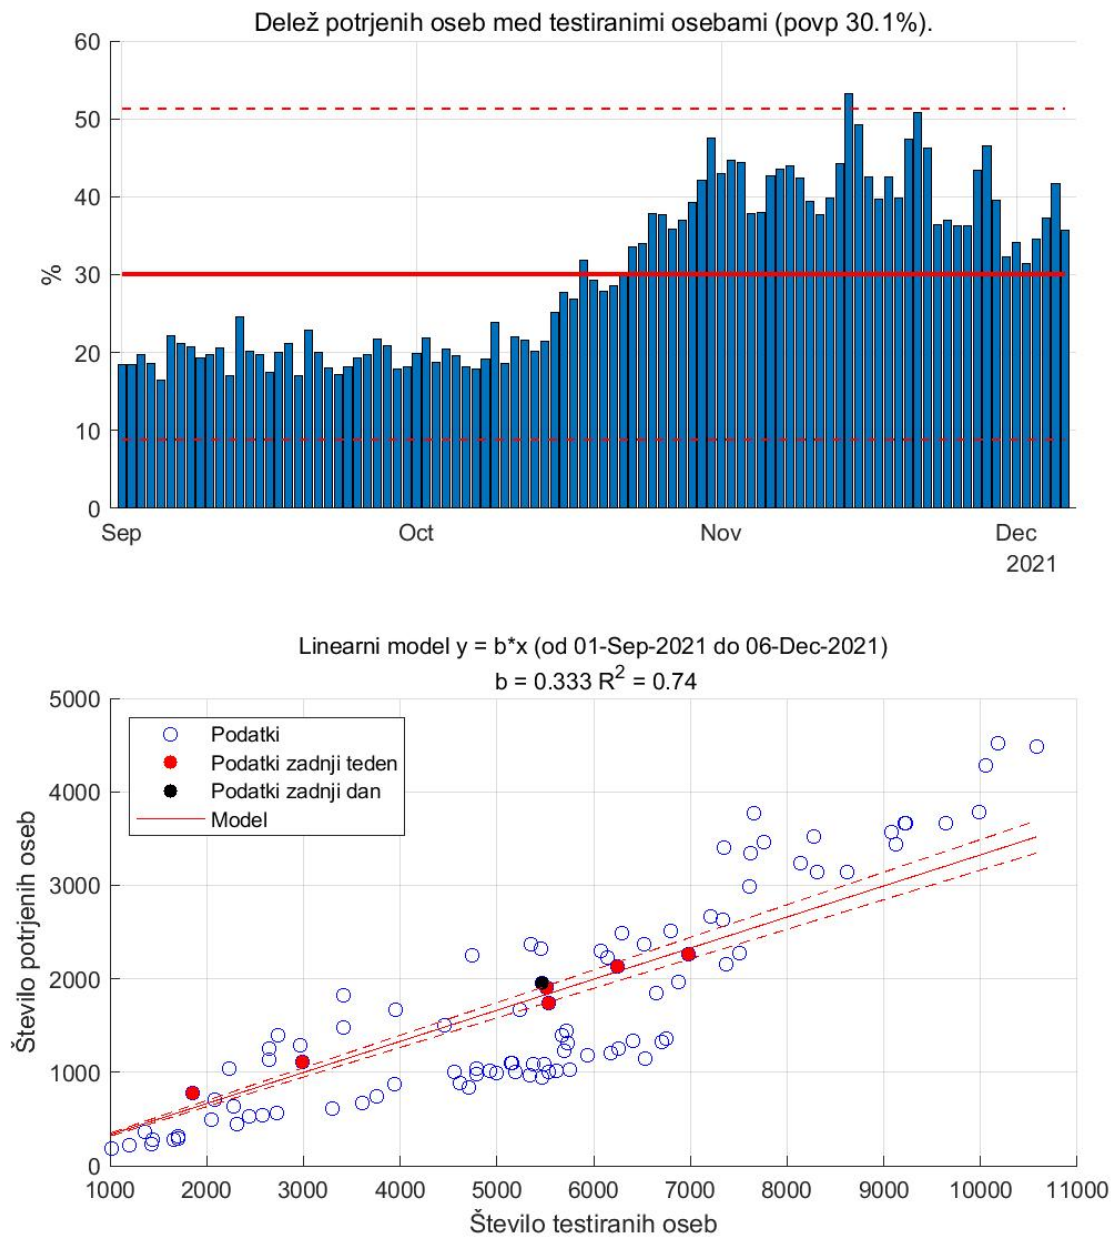 Delež potrjenih oseb med testiranimi osebami (povp 30.1%).
60
50
40
30
20
10
0
%
Sep Oct Nov Dec
2021
Linearni model y = b*x (od 01-Sep-2021 do 06-Dec-2021)
b = 0.333 R² = 0.74
5000
4000
3000
2000
1000
0
Število potrjenih oseb
Podatki
Podatki zadnji teden
Podatki zadnji dan
Model
1000 2000 3000 4000 5000 6000 7000 8000 9000 10000 11000
Število testiranih oseb